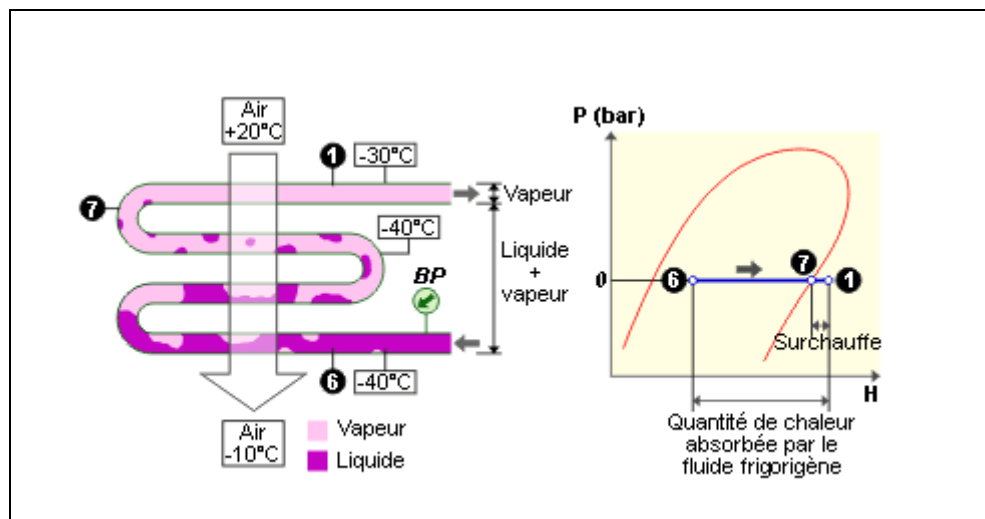 Air
+20°C
1
-30°C
7
-40°C
BP
6
-40°C
Air
-10°C
Vapeur
Liquide
Vapeur
Liquide
+
vapeur
P (bar)
0
6
7
1
Surchauffe
H
Quantité de chaleur
absorbée par le
fluide frigorigène